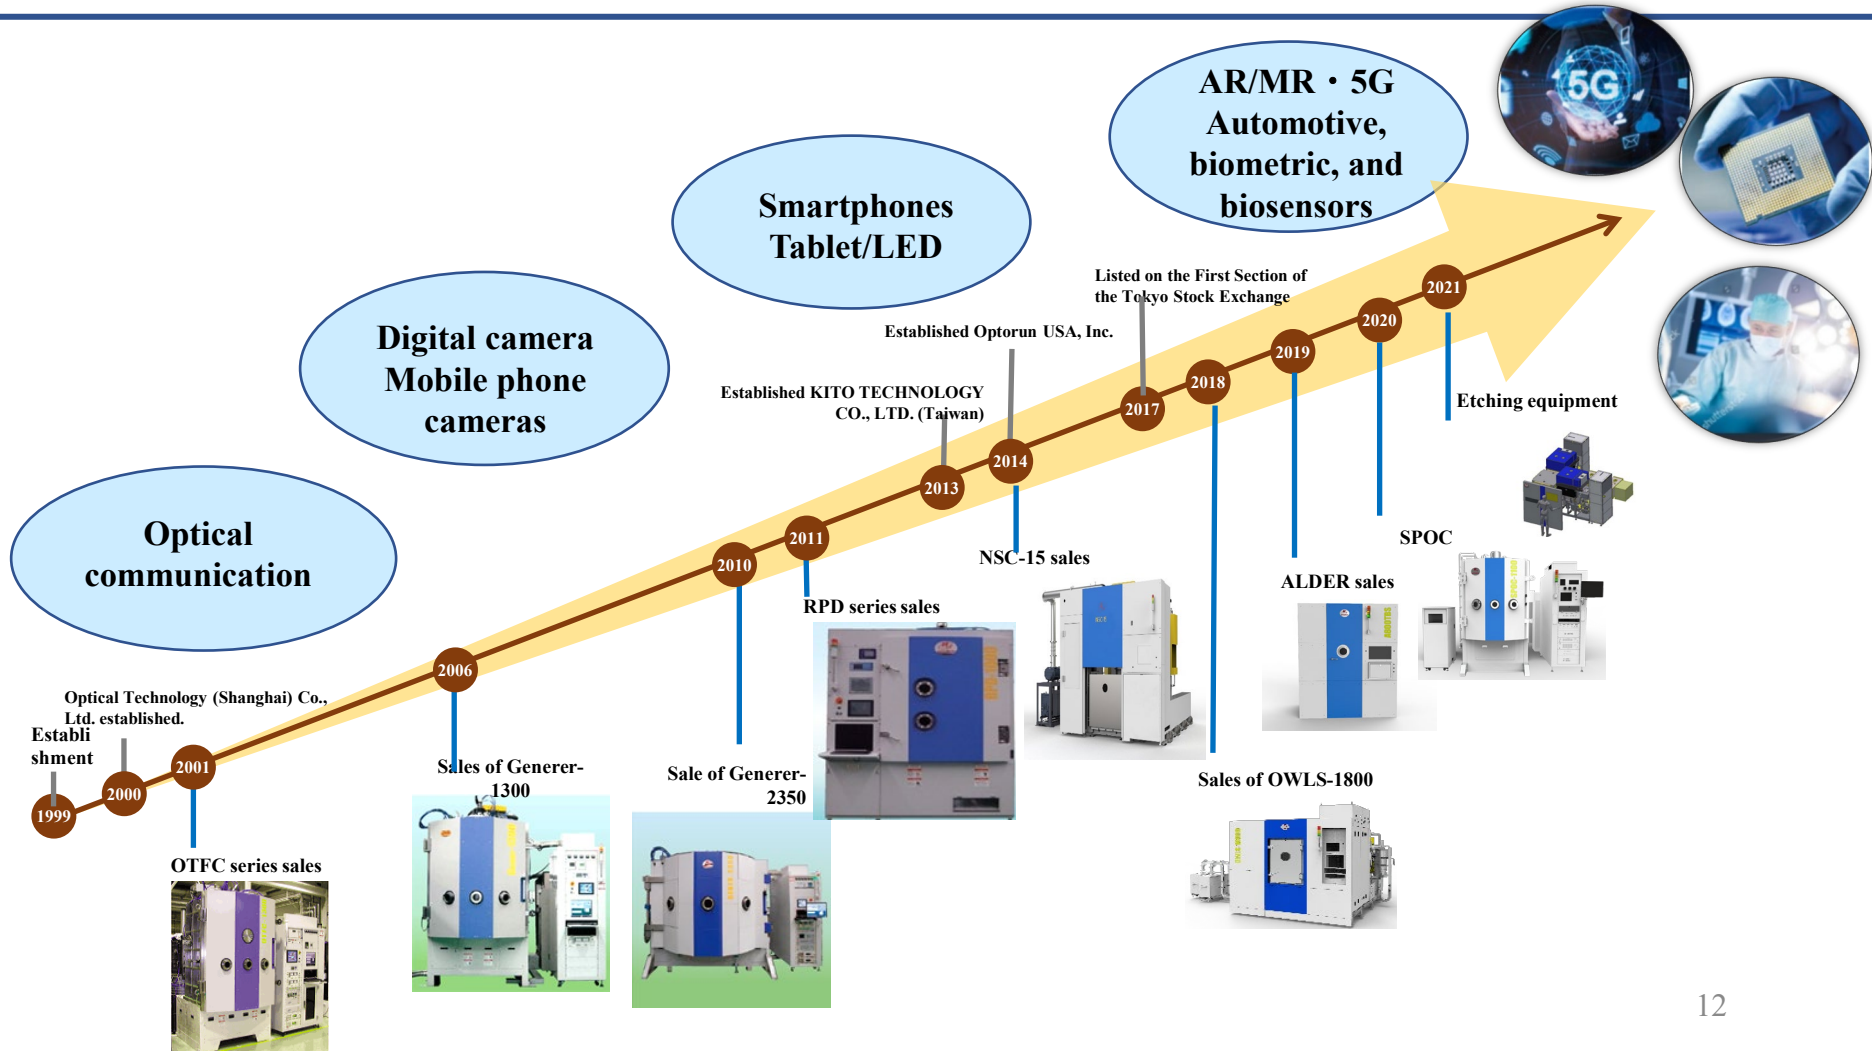 AR/MR・5G
Automotive,
biometric, and
biosensors
5G
Smartphones
Tablet/LED
Digital camera
Mobile phone
cameras
Optical
communication
Listed on the First Section of
the Tokyo Stock Exchange
Established Optorun USA, Inc.
Established KITO TECHNOLOGY
CO., LTD. (Taiwan)
Optical Technology (Shanghai) Co.,
Ltd. established.
Establi
shment
1999
2000
2001
2006
2010
2011
2013
2014
2017
2018
2019
2020
2021
Etching equipment
SPOC
ALDER sales
NSC-15 sales
RPD series sales
Sales of OWLS-1800
Sale of Generer-
2350
Sales of Generer-
1300
OTFC series sales
12